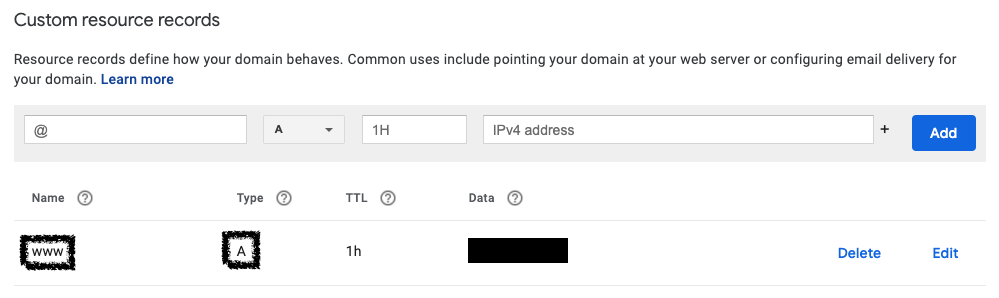 Custom resource records
Resource records define how your domain behaves. Common uses include pointing your domain at your web server or configuring email delivery for
your domain. Learn more
@ A 1H IPv4 address + Add
Name ? Type ? TTL ? Data ?
www A 1h Delete Edit